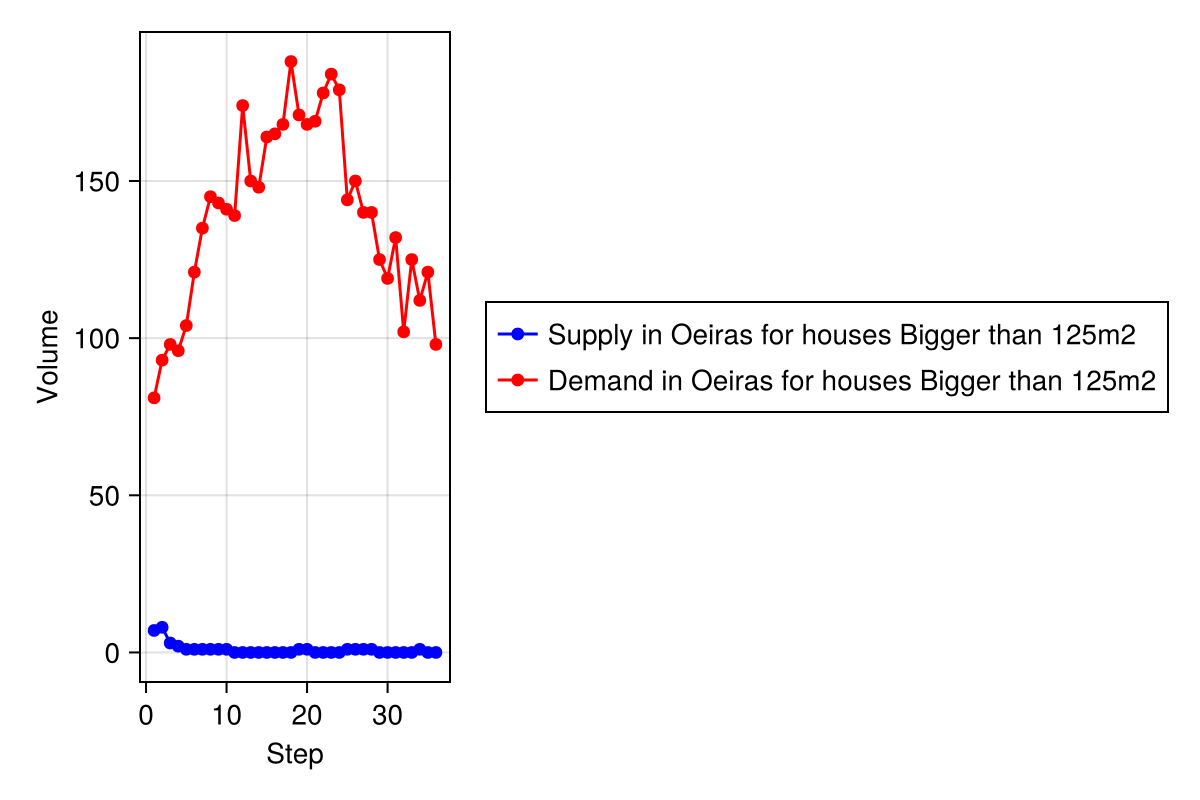 Volume
150
100
50
0
0 10 20 30
Step
Supply in Oeiras for houses Bigger than 125m2
Demand in Oeiras for houses Bigger than 125m2